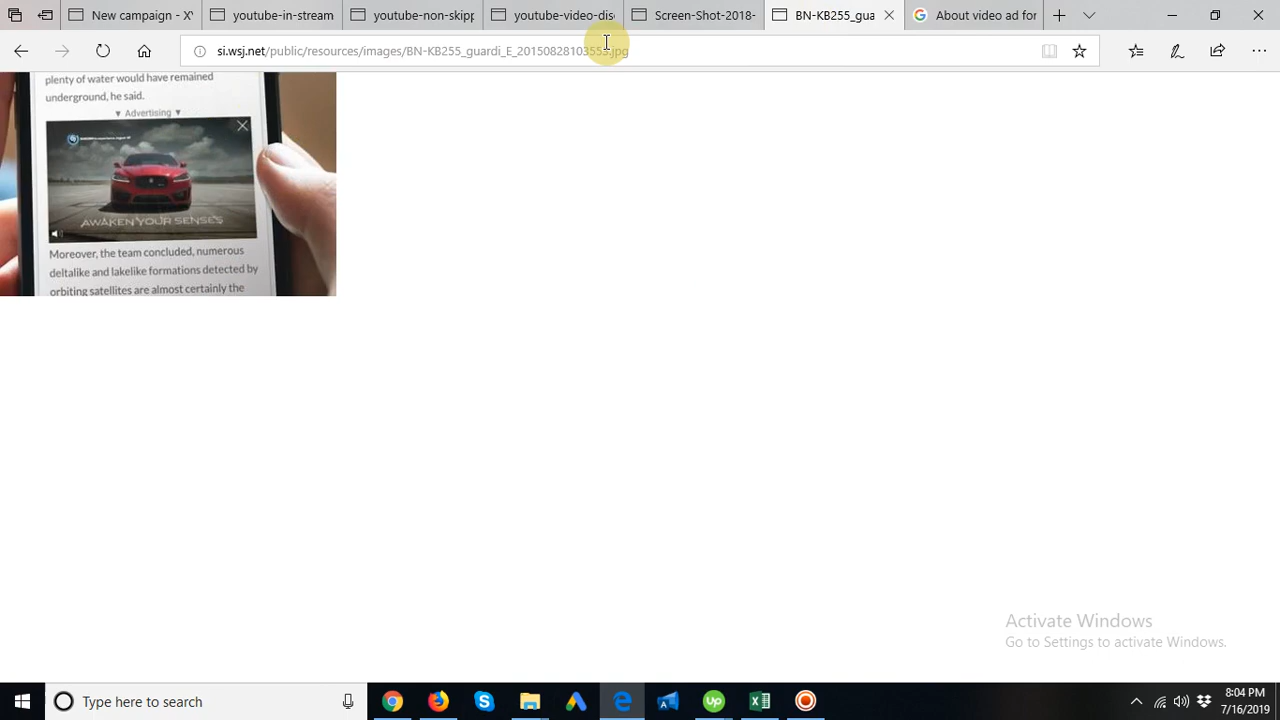 New campaign - X
youtube-in-stream
youtube-non-skipp
youtube-video-dis
Screen-Shot-2018-
BN-KB255_gua
About video ad for
si.wsj.net/public/resources/images/BN-KB255_guardi_E_20150828103553.jpg
plenty of water would have remained
underground, he said.
▼ Advertising ▼
AWAKEN YOUR SENSES
Moreover, the team concluded, numerous
deltalike and lakelike formations detected by
orbiting satellites are almost certainly the
Activate Windows
Go to Settings to activate Windows.
Type here to search
up
8:04 PM
7/16/2019